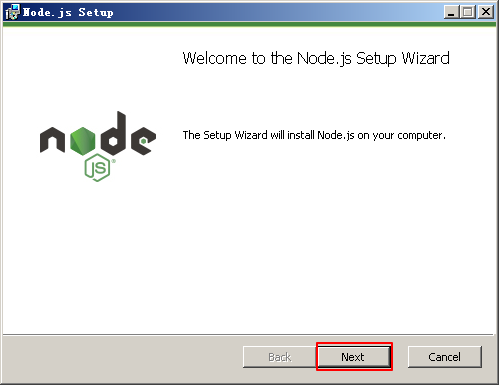 Node.js Setup
Welcome to the Node.js Setup Wizard
node
JS®
The Setup Wizard will install Node.js on your computer.
Back
Next
Cancel